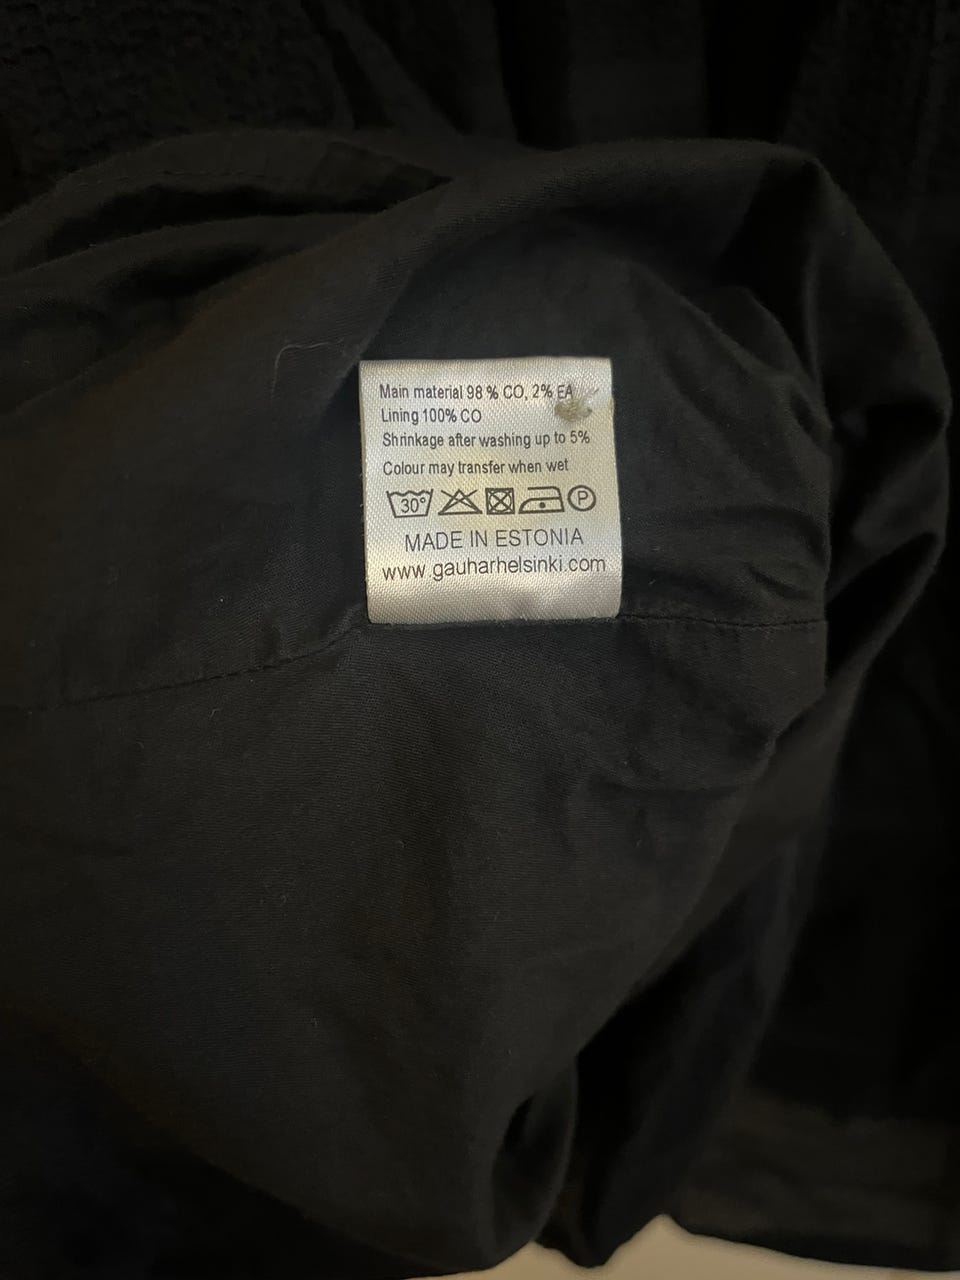 Main material 98 % CO, 2% EA
Lining 100% CO
Shrinkage after washing up to 5%
Colour may transfer when wet
30° P
MADE IN ESTONIA
www.gauharhelsinki.com